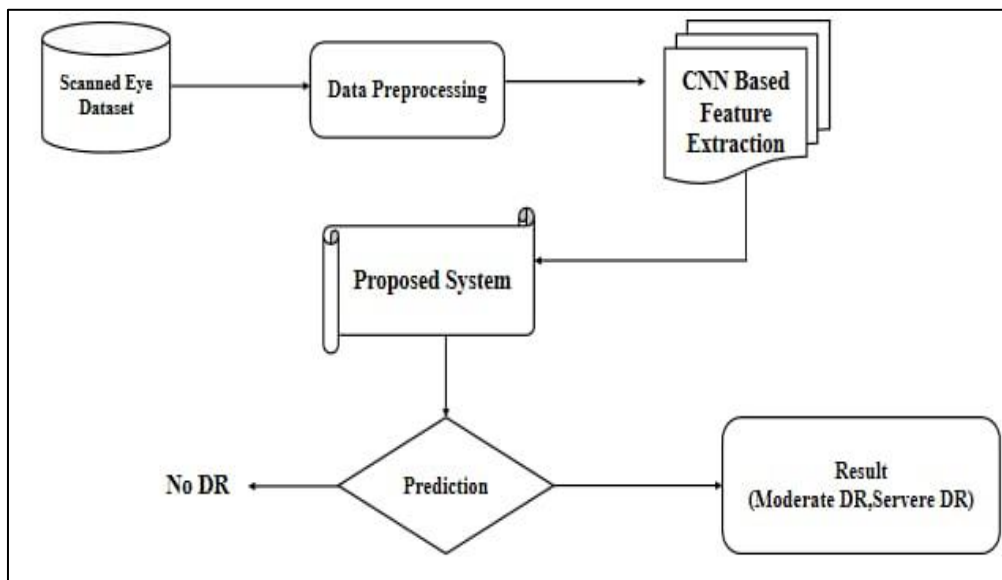 Scanned Eye
Dataset
Data Preprocessing
CNN Based
Feature
Extraction
Proposed System
No DR
Prediction
Result
(Moderate DR,Servere DR)